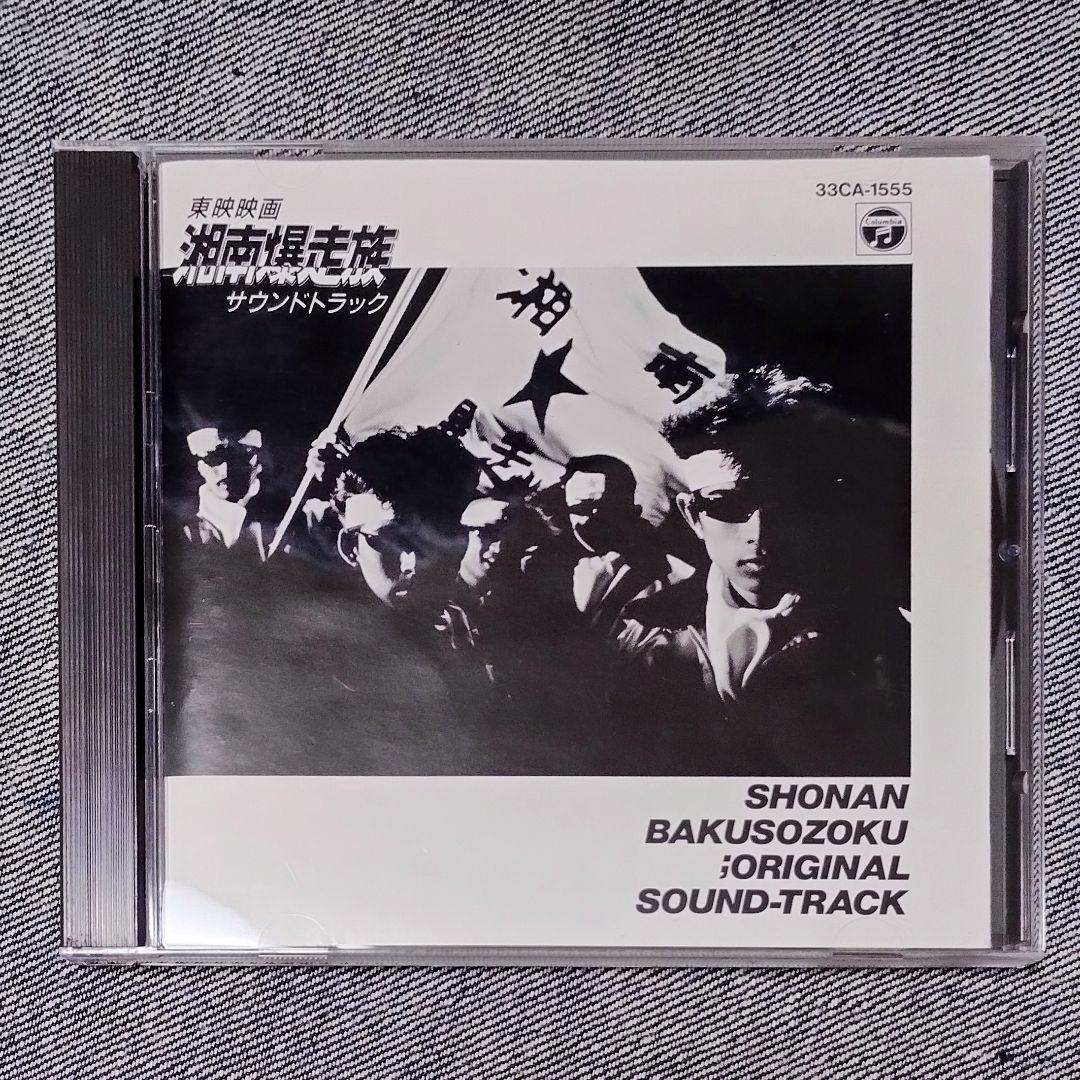 東映映画
湘南爆走族
サウンドトラック
33CA-1555
Columbia
湘
南
SHONAN
BAKUSOZOKU
;ORIGINAL
SOUND-TRACK